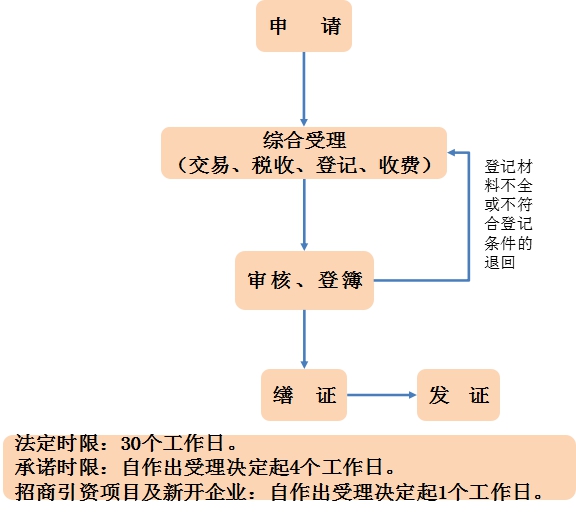 申 请
综合受理
（交易、税收、登记、收费）
登记材
料不全
或不符
合登记
条件的
退回
审核、登簿
缮 证
发 证
法定时限：30个工作日。
承诺时限：自作出受理决定起4个工作日。
招商引资项目及新开企业：自作出受理决定起1个工作日。